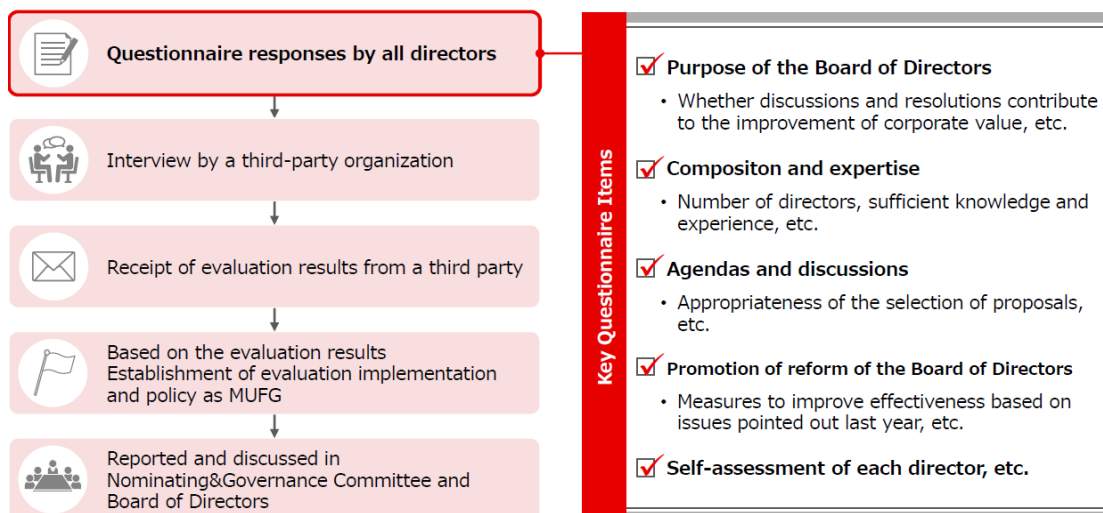 Questionnaire responses by all directors
Interview by a third-party organization
Receipt of evaluation results from a third party
Based on the evaluation results
Establishment of evaluation implementation
and policy as MUFG
Reported and discussed in
Nominating&Governance Committee and
Board of Directors
Key Questionnaire Items
Purpose of the Board of Directors
• Whether discussions and resolutions contribute
to the improvement of corporate value, etc.
Compositon and expertise
• Number of directors, sufficient knowledge and
experience, etc.
Agendas and discussions
• Appropriateness of the selection of proposals,
etc.
Promotion of reform of the Board of Directors
• Measures to improve effectiveness based on
issues pointed out last year, etc.
Self-assessment of each director, etc.